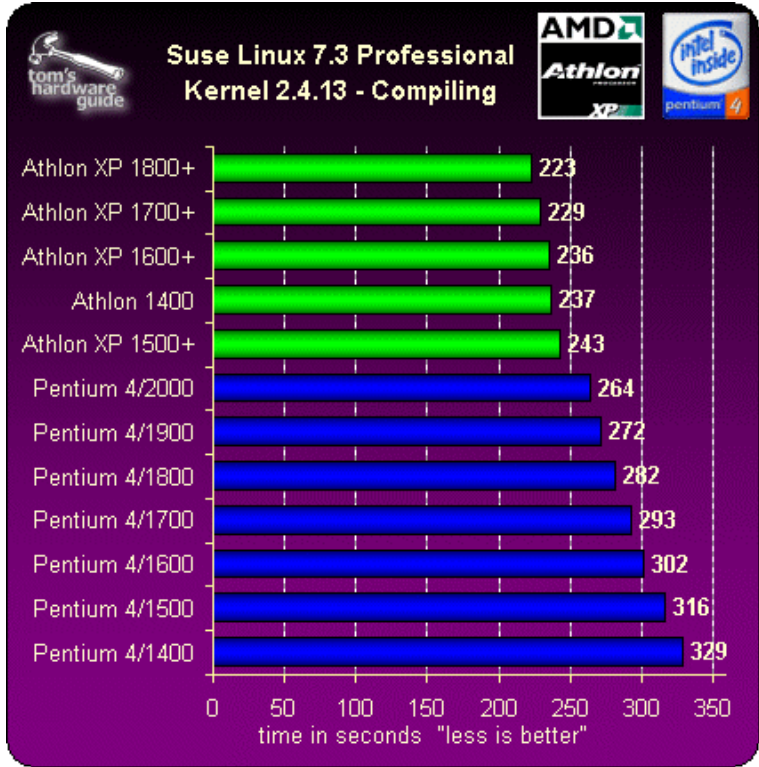 tom's
hardware
guide
Suse Linux 7.3 Professional
Kernel 2.4.13 - Compiling
AMD
Athlon
PROCESSOR
XP
intel
inside
pentium 4
Athlon XP 1800+ 223
Athlon XP 1700+ 229
Athlon XP 1600+ 236
Athlon 1400 237
Athlon XP 1500+ 243
Pentium 4/2000 264
Pentium 4/1900 272
Pentium 4/1800 282
Pentium 4/1700 293
Pentium 4/1600 302
Pentium 4/1500 316
Pentium 4/1400 329
0 50 100 150 200 250 300 350
time in seconds "less is better"